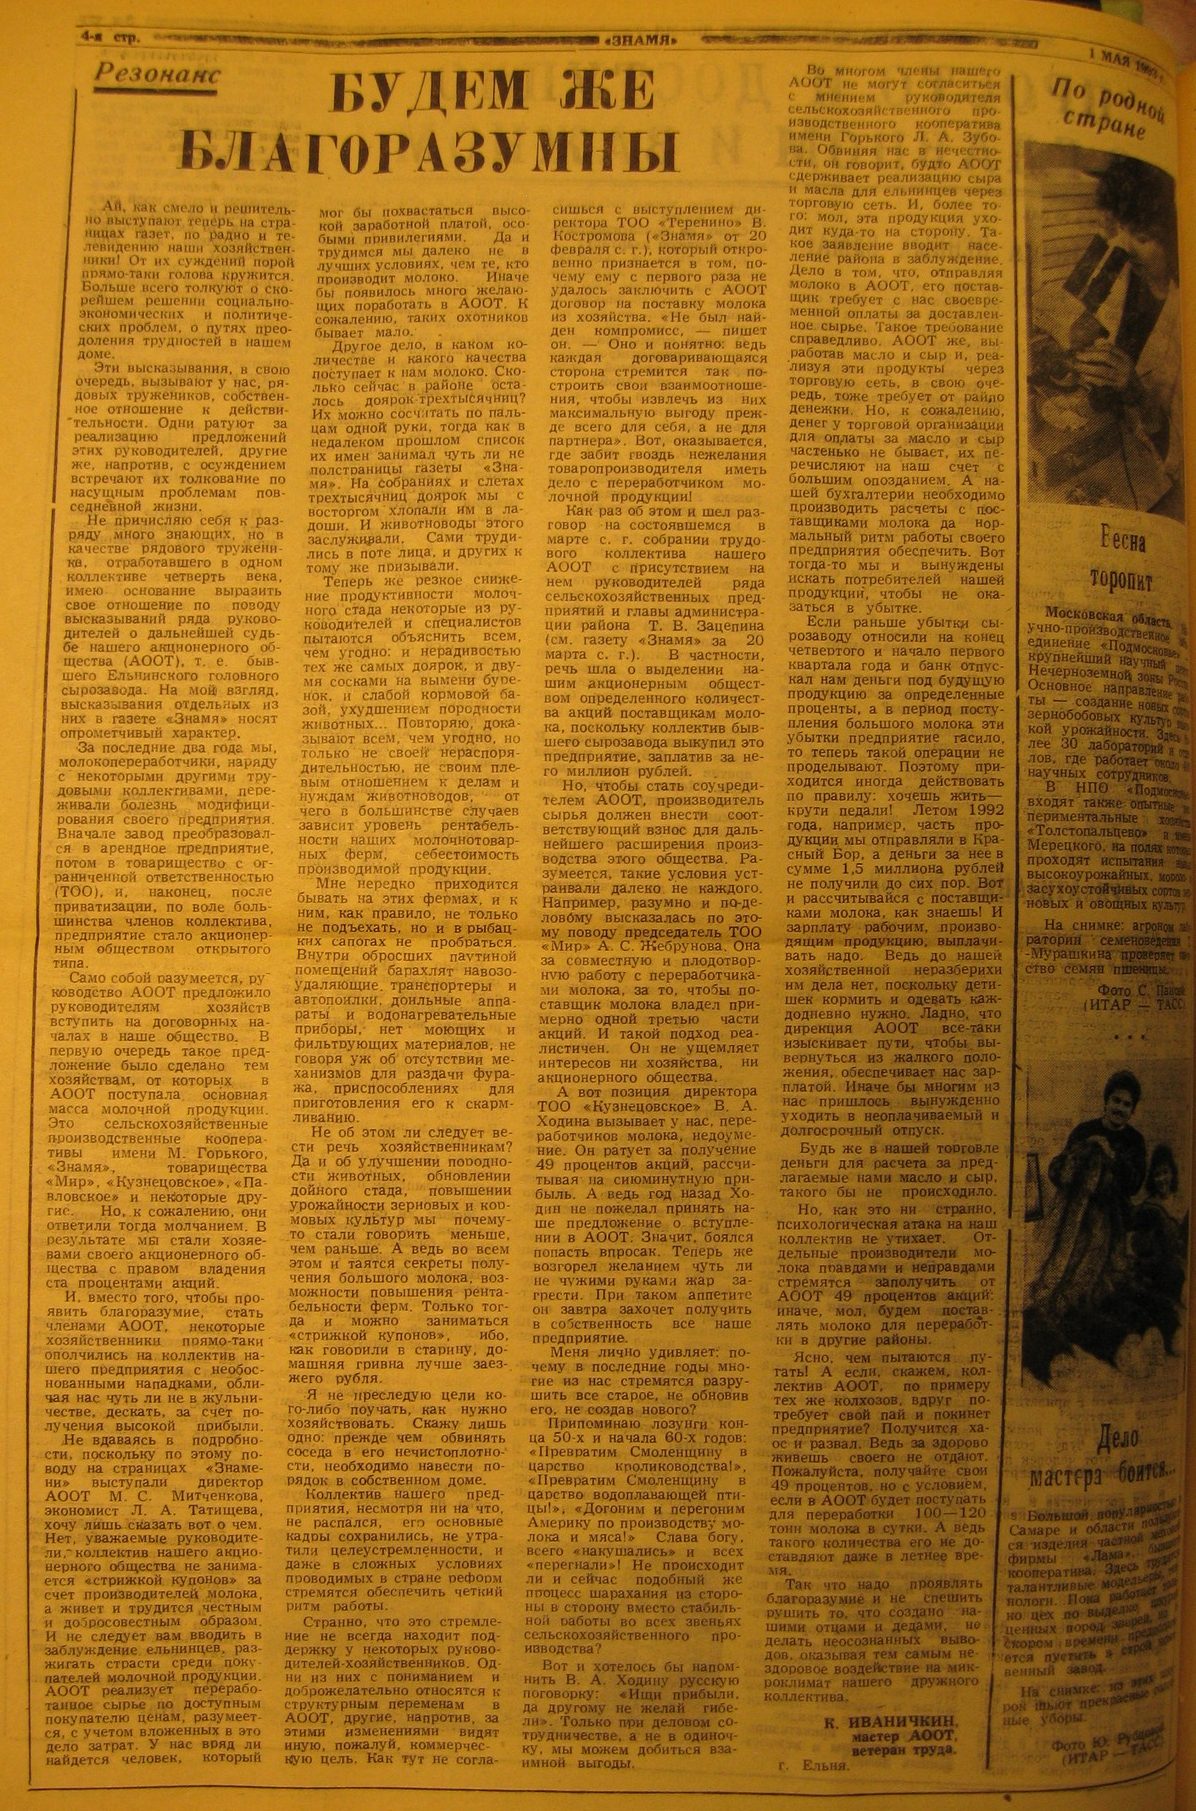 4-я стр.
«ЗНАМЯ»
1 МАЯ 1993 г.
Резонанс
БУДЕМ ЖЕ
БЛАГОРАЗУМНЫ
Ай, как смело и решитель-
но выступают теперь на стра-
ницах газет, по радио и те-
левидению наши хозяйствен-
ники! От их суждений порой
прямо-таки голова кружится.
Больше всего толкуют о ско-
рейшем решении социально-
экономических и политиче-
ских проблем, о путях прео-
доления трудностей в нашем
доме.
Эти высказывания, в свою
очередь, вызывают у нас, ря-
довых тружеников, собствен-
ное отношение к действи-
тельности. Одни ратуют за
реализацию предложений
этих руководителей, другие
же, напротив, с осуждением
встречают их толкование по
насущным проблемам пов-
седневной жизни.
Не причисляю себя к раз-
ряду много знающих, но в
качестве рядового тружени-
ка, отработавшего в одном
коллективе четверть века,
имею основание выразить
свое отношение по поводу
высказываний ряда руково-
дителей о дальнейшей судь-
бе нашего акционерного об-
щества (АООТ), т. е. быв-
шего Ельнинского головного
сырозавода. На мой взгляд,
высказывания отдельных из
них в газете «Знамя» носят
опрометчивый характер.
За последние два года мы,
молокопереработчики, наряду
с некоторыми другими тру-
довыми коллективами, пере-
живали болезнь модифици-
рования своего предприятия.
Вначале завод преобразовал-
ся в арендное предприятие,
потом в товарищество с ог-
раниченной ответственностью
(ТОО), и, наконец, после
приватизации, по воле боль-
шинства членов коллектива,
предприятие стало акционер-
ным обществом открытого
типа.
Само собой разумеется, ру-
ководство АООТ предложило
руководителям хозяйств
вступить на договорных на-
чалах в наше общество. В
первую очередь такое пред-
ложение было сделано тем
хозяйствам, от которых в
АООТ поступала основная
масса молочной продукции.
Это сельскохозяйственные
производственные коопера-
тивы имени М. Горького,
«Знамя», товарищества
«Мир», «Кузнецовское», «Па-
вловское» и некоторые дру-
гие. Но, к сожалению, они
ответили тогда молчанием. В
результате мы стали хозяе-
вами своего акционерного об-
щества с правом владения
ста процентами акций.
И, вместо того, чтобы про-
явить благоразумие, стать
членами АООТ, некоторые
хозяйственники прямо-таки
ополчились на коллектив на-
шего предприятия с необос-
нованными нападками, обли-
чая нас чуть ли не в жульни-
честве, дескать, за счет по-
лучения высокой прибыли.
Не вдаваясь в подробно-
сти, поскольку по этому по-
воду на страницах «Знаме-
ни» выступали директор
АООТ М. С. Митченкова,
экономист Л. А. Татищева,
хочу лишь сказать вот о чем.
Нет, уважаемые руководите-
ли, коллектив нашего акцио-
нерного общества не занима-
ется «стрижкой купонов» за
счет производителей молока,
а живет и трудится честным
и добросовестным образом.
И не следует вам вводить в
заблуждение ельнинцев, раз-
жигать страсти среди поку-
пателей молочной продукции.
АООТ реализует перерабо-
танное сырье по доступным
покупателю ценам, разумеет-
ся, с учетом вложенных в это
дело затрат. У нас вряд ли
найдется человек, который
мог бы похвастаться высо-
кой заработной платой, осо-
быми привилегиями. Да и
трудимся мы далеко не в
лучших условиях, чем те, кто
производит молоко. Иначе
бы появилось много желаю-
щих поработать в АООТ. К
сожалению, таких охотников
бывает мало.
Другое дело, в каком ко-
личестве и какого качества
поступает к нам молоко. Ско-
лько сейчас в районе оста-
лось доярок-трехтысячниц?
Их можно сосчитать по паль-
цам одной руки, тогда как в
недалеком прошлом список
их имен занимал чуть ли не
полстраницы газеты «Зна-
мя». На собраниях и слетах
трехтысячниц доярок мы с
восторгом хлопали им в ла-
доши. И животноводы этого
заслуживали. Сами труди-
лись в поте лица, и других к
тому же призывали.
Теперь же резкое сниже-
ние продуктивности молоч-
ного стада некоторые из ру-
ководителей и специалистов
пытаются объяснить всем,
чем угодно: и нерадивостью
тех же самых доярок, и дву-
мя сосками на вымени буре-
нок, и слабой кормовой ба-
зой, ухудшением породности
животных... Повторяю, дока-
зывают всем, чем угодно, но
только не своей нераспоря-
дительностью, не своим пле-
вым отношением к делам и
нуждам животноводов, от
чего в большинстве случаев
зависит уровень рентабель-
ности наших молочнотовар-
ных ферм, себестоимость
производимой продукции.
Мне нередко приходится
бывать на этих фермах, и к
ним, как правило, не только
не подъехать, но и в рыбац-
ких сапогах не пробраться.
Внутри обросших паутиной
помещений барахлят навозо-
удаляющие транспортеры и
автопоилки, доильные аппа-
раты и водонагревательные
приборы, нет моющих и
фильтрующих материалов, не
говоря уж об отсутствии ме-
ханизмов для раздачи фура-
жа, приспособлениях для
приготовления его к скарм-
ливанию.
Не об этом ли следует ве-
сти речь хозяйственникам?
Да и об улучшении породно-
сти животных, обновлении
дойного стада, повышении
урожайности зерновых и кор-
мовых культур мы почему-
то стали говорить меньше,
чем раньше. А ведь во всем
этом и таятся секреты полу-
чения большого молока, воз-
можности повышения рента-
бельности ферм. Только тог-
да и можно заниматься
«стрижкой купонов», ибо,
как говорили в старину, до-
машняя гривна лучше заез-
жего рубля.
Я не преследую цели ко-
го-либо поучать, как нужно
хозяйствовать. Скажу лишь
одно: прежде чем обвинять
соседа в его нечистоплотно-
сти, необходимо навести по-
рядок в собственном доме.
Коллектив нашего пред-
приятия, несмотря ни на что,
не распался, его основные
кадры сохранились, не утра-
тили целеустремленности, и
даже в сложных условиях
проводимых в стране реформ
стремятся обеспечить четкий
ритм работы.
Странно, что это стремле-
ние не всегда находит под-
держку у некоторых руково-
дителей-хозяйственников. Од-
ни из них с пониманием и
доброжелательно относятся к
структурным переменам в
АООТ, другие, напротив, за
этими изменениями видят
иную, пожалуй, коммерчес-
кую цель. Как тут не согла-
сишься с выступлением ди-
ректора ТОО «Теренино» В.
Костромова («Знамя» от 20
февраля с. г.), который откро-
венно признается в том, по-
чему ему с первого раза не
удалось заключить с АООТ
договор на поставку молока
из хозяйства. «Не был най-
ден компромисс, — пишет
он. — Оно и понятно: ведь
каждая договаривающаяся
сторона стремится так по-
строить свои взаимоотноше-
ния, чтобы извлечь из них
максимальную выгоду преж-
де всего для себя, а не для
партнера». Вот, оказывается,
где забит гвоздь нежелания
товаропроизводителя иметь
дело с переработчиком мо-
лочной продукции!
Как раз об этом и шел раз-
говор на состоявшемся в
марте с. г. собрании трудо-
вого коллектива нашего
АООТ с присутствием на
нем руководителей ряда
сельскохозяйственных пред-
приятий и главы администра-
ции района Т. В. Зацепина
(см. газету «Знамя» за 20
марта с. г.). В частности,
речь шла о выделении на-
шим акционерным общест-
вом определенного количест-
ва акций поставщикам моло-
ка, поскольку коллектив быв-
шего сырозавода выкупил это
предприятие, заплатив за не-
го миллион рублей.
Но, чтобы стать соучреди-
телем АООТ, производитель
сырья должен внести соот-
ветствующий взнос для даль-
нейшего расширения произ-
водства этого общества. Ра-
зумеется, такие условия уст-
раивали далеко не каждого.
Например, разумно и по-де-
ловому высказалась по это-
му поводу председатель ТОО
«Мир» А. С. Жебрунова. Она
за совместную и плодотвор-
ную работу с переработчика-
ми молока, за то, чтобы по-
ставщик молока владел при-
мерно одной третью части
акций. И такой подход реа-
листичен. Он не ущемляет
интересов ни хозяйства, ни
акционерного общества.
А вот позиция директора
ТОО «Кузнецовское» В. А.
Ходина вызывает у нас, пере-
работчиков молока, недоуме-
ние. Он ратует за получение
49 процентов акций, рассчи-
тывая на сиюминутную при-
быль. А ведь год назад Хо-
дин не пожелал принять на-
ше предложение о вступле-
нии в АООТ. Значит, боялся
попасть впросак. Теперь же
возгорел желанием чуть ли
не чужими руками жар за-
грести. При таком аппетите
он завтра захочет получить
в собственность все наше
предприятие.
Меня лично удивляет: по-
чему в последние годы мно-
гие из нас стремятся разру-
шить все старое, не обновив
его, не создав нового?
Припоминаю лозунги кон-
ца 50-х и начала 60-х годов:
«Превратим Смоленщину в
царство кролиководства!»,
«Превратим Смоленщину в
царство водоплавающей пти-
цы!», «Догоним и перегоним
Америку по производству мо-
лока и мяса!» Слава богу,
всего «накушались» и всех
«перегнали»! Не происходит
ли и сейчас подобный же
процесс шарахания из сторо-
ны в сторону вместо стабиль-
ной работы во всех звеньях
сельскохозяйственного про-
изводства?
Вот и хотелось бы напом-
нить В. А. Ходину русскую
поговорку: «Ищи прибыли,
да другому не желай гибе-
ли». Только при деловом со-
трудничестве, а не в одиноч-
ку, мы можем добиться вза-
имной выгоды.
Во многом члены нашего
АООТ не могут согласиться
с мнением руководителя
сельскохозяйственного про-
изводственного кооператива
имени Горького Л. А. Зубо-
ва. Обвиняя нас в нечестно-
сти, он говорит, будто АООТ
сдерживает реализацию сыра
и масла для ельнинцев через
торговую сеть. И, более то-
го: мол, эта продукция ухо-
дит куда-то на сторону. Та-
кое заявление вводит насе-
ление района в заблуждение.
Дело в том, что, отправляя
молоко в АООТ, его постав-
щик требует с нас своевре-
менной оплаты за доставлен-
ное сырье. Такое требование
справедливо. АООТ же, вы-
работав масло и сыр и, реа-
лизуя эти продукты через
торговую сеть, в свою оче-
редь, тоже требует от райпо
денежки. Но, к сожалению,
денег у торговой организации
для оплаты за масло и сыр
частенько не бывает, их пе-
речисляют на наш счет с
большим опозданием. А на-
шей бухгалтерии необходимо
производить расчеты с пос-
тавщиками молока да нор-
мальный ритм работы своего
предприятия обеспечить. Вот
тогда-то мы и вынуждены
искать потребителей нашей
продукции, чтобы не ока-
заться в убытке.
Если раньше убытки сы-
розаводу относили на конец
четвертого и начало первого
квартала года и банк отпус-
кал нам деньги под будущую
продукцию за определенные
проценты, а в период посту-
пления большого молока эти
убытки предприятие гасило,
то теперь такой операции не
проделывают. Поэтому при-
ходится иногда действовать
по правилу: хочешь жить—
крути педали! Летом 1992
года, например, часть про-
дукции мы отправляли в Кра-
сный Бор, а деньги за нее в
сумме 1,5 миллиона рублей
не получили до сих пор. Вот
и рассчитывайся с поставщи-
ками молока, как знаешь! И
зарплату рабочим, произво-
дящим продукцию, выплачи-
вать надо. Ведь до нашей
хозяйственной неразберихи
им дела нет, поскольку дети-
шек кормить и одевать каж-
додневно нужно. Ладно, что
дирекция АООТ все-таки
изыскивает пути, чтобы вы-
вернуться из жалкого поло-
жения, обеспечивает нас зар-
платой. Иначе бы многим из
нас пришлось вынужденно
уходить в неоплачиваемый и
долгосрочный отпуск.
Будь же в нашей торговле
деньги для расчета за пред-
лагаемые нами масло и сыр,
такого бы не происходило.
Но, как это ни странно,
психологическая атака на наш
коллектив не утихает. От-
дельные производители мо-
лока правдами и неправдами
стремятся заполучить от
АООТ 49 процентов акций:
иначе, мол, будем постав-
лять молоко для переработ-
ки в другие районы.
Ясно, чем пытаются пу-
гать! А если, скажем, кол-
лектив АООТ, по примеру
тех же колхозов, вдруг по-
требует свой пай и покинет
предприятие? Получится ха-
ос и развал. Ведь за здорово
живешь своего не отдают.
Пожалуйста, получайте свои
49 процентов, но с условием,
если в АООТ будет поступать
для переработки 100—120
тонн молока в сутки. А ведь
такого количества его не до-
ставляют даже в летнее вре-
мя.
Так что надо проявлять
благоразумие и не спешить
рушить то, что создано на-
шими отцами и дедами, не
делать неосознанных выво-
дов, оказывая тем самым не-
здоровое воздействие на мик-
роклимат нашего дружного
коллектива.
К. ИВАНИЧКИН,
мастер АООТ,
ветеран труда.
г. Ельня.
По родной
стране
Весна
торопит
Московская область.
учно-производственное
единение «Подмосковье»
крупнейший научный
Нечерноземной зоны
Основное направление
ты — создание новых
зернобобовых культур
кой урожайности. Здесь
лее 30 лабораторий и
лов, где работает около
научных сотрудников.
В НПО «Подмосковье»
входят также опытные
периментальные
«Толстопальцево» и
Мерецкого, на полях
проходят испытания
высокоурожайных,
засухоустойчивых сортов
новых и овощных культур.
На снимке: агроном
ратории семеноведения
Мурашкина проверяет
ство семян пшеницы.
Фото С.
(ИТАР — ТАСС)
Дело
мастера боится...
Большой популярностью в
Самаре и области
ся изделия частной
фирмы «Лама»,
кооператива. Здесь трудятся
талантливые модельеры,
пологи. Пока работает
но цех по выделке
ценных пород зверей, но
скором времени
ется пустить в строй
венный завод.
На снимке: из этих
рок шьют прекрасные
ные уборы.
Фото Ю.
(ИТАР — ТАСС)